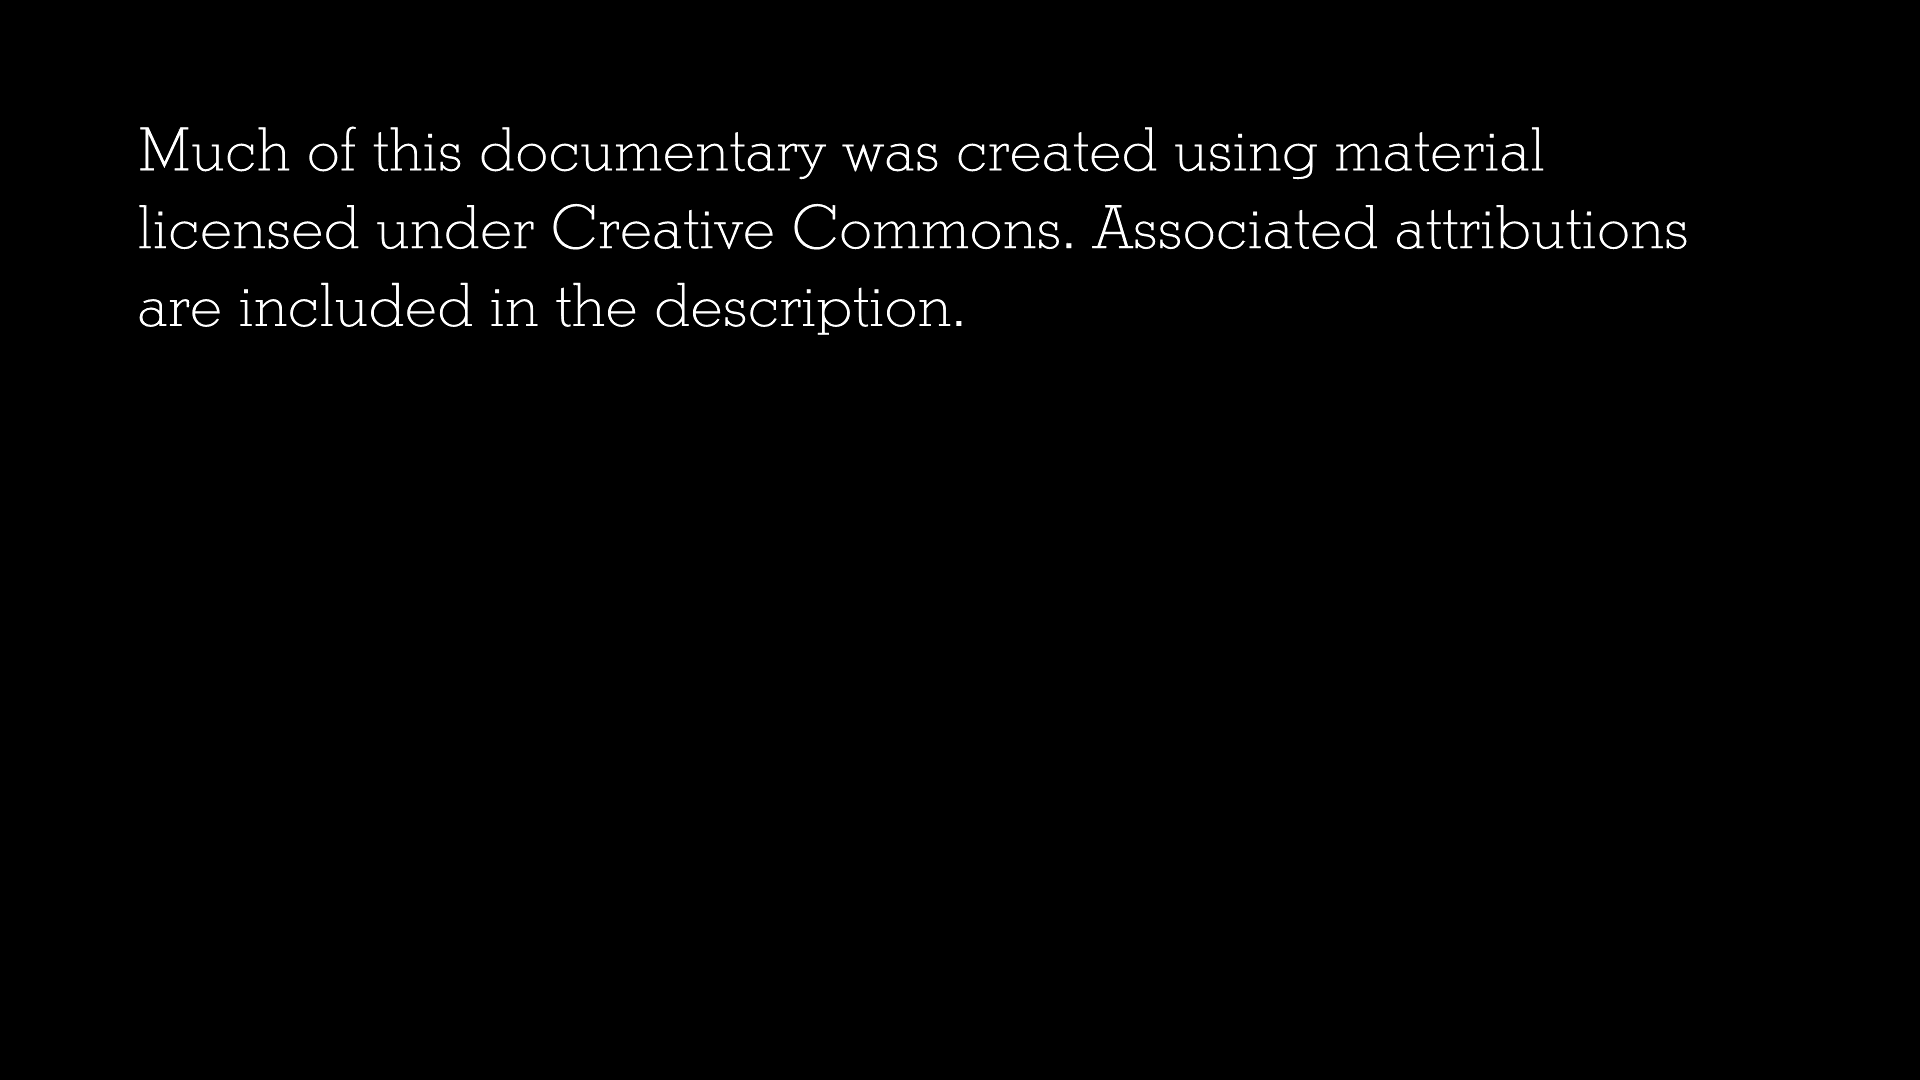 Much of this documentary was created using material
licensed under Creative Commons. Associated attributions
are included in the description.